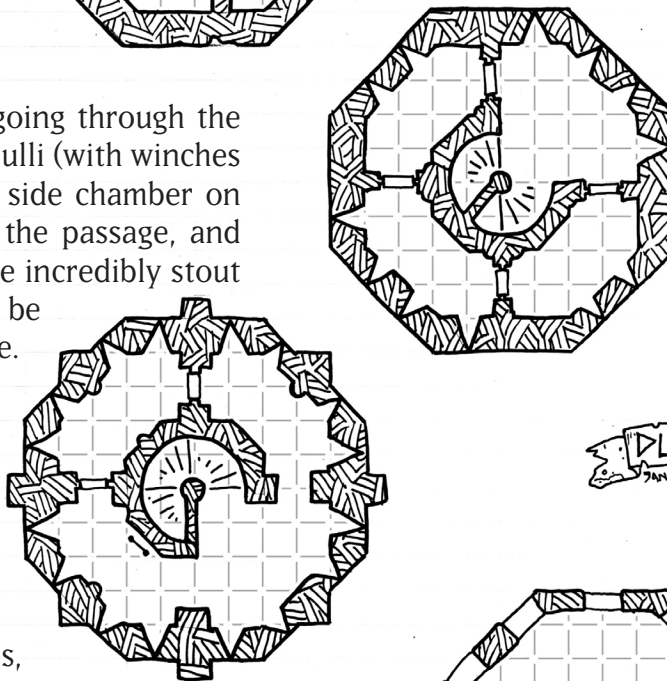 going through the
ulli (with winches
side chamber on
the passage, and
e incredibly stout
be
e.
s,